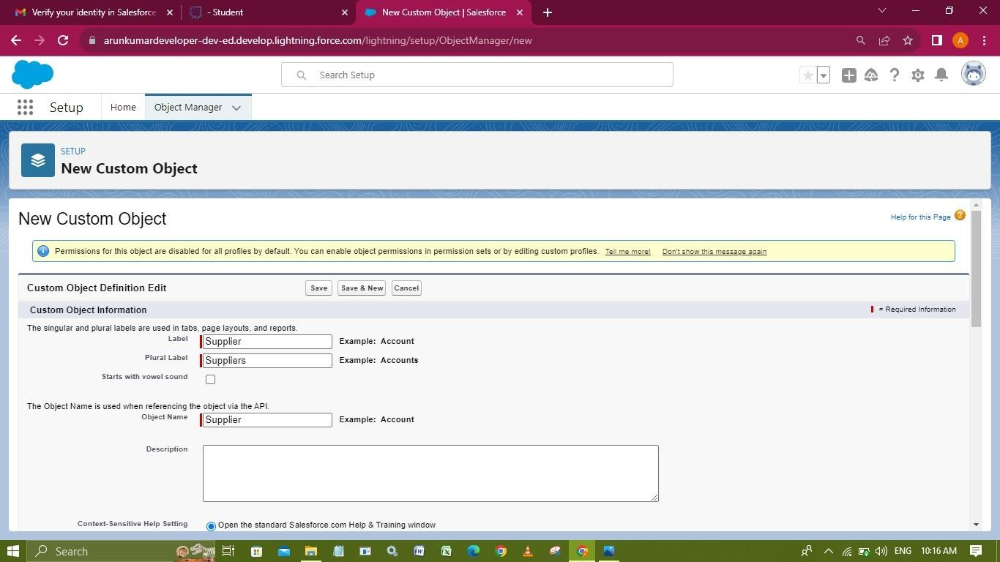 Verify your identity in Salesforce
- Student
New Custom Object | Salesforce
arunkumardeveloper-dev-ed.develop.lightning.force.com/lightning/setup/ObjectManager/new
A
Search Setup
Setup
Home
Object Manager
SETUP
New Custom Object
New Custom Object
Help for this Page
Permissions for this object are disabled for all profiles by default. You can enable object permissions in permission sets or by editing custom profiles. Tell me more! Don't show this message again
Custom Object Definition Edit
Save
Save & New
Cancel
Custom Object Information
= Required Information
The singular and plural labels are used in tabs, page layouts, and reports.
Label
Supplier
Example: Account
Plural Label
Suppliers
Example: Accounts
Starts with vowel sound
The Object Name is used when referencing the object via the API.
Object Name
Supplier
Example: Account
Description
Context-Sensitive Help Setting
Open the standard Salesforce.com Help & Training window
Search
ENG
10:16 AM